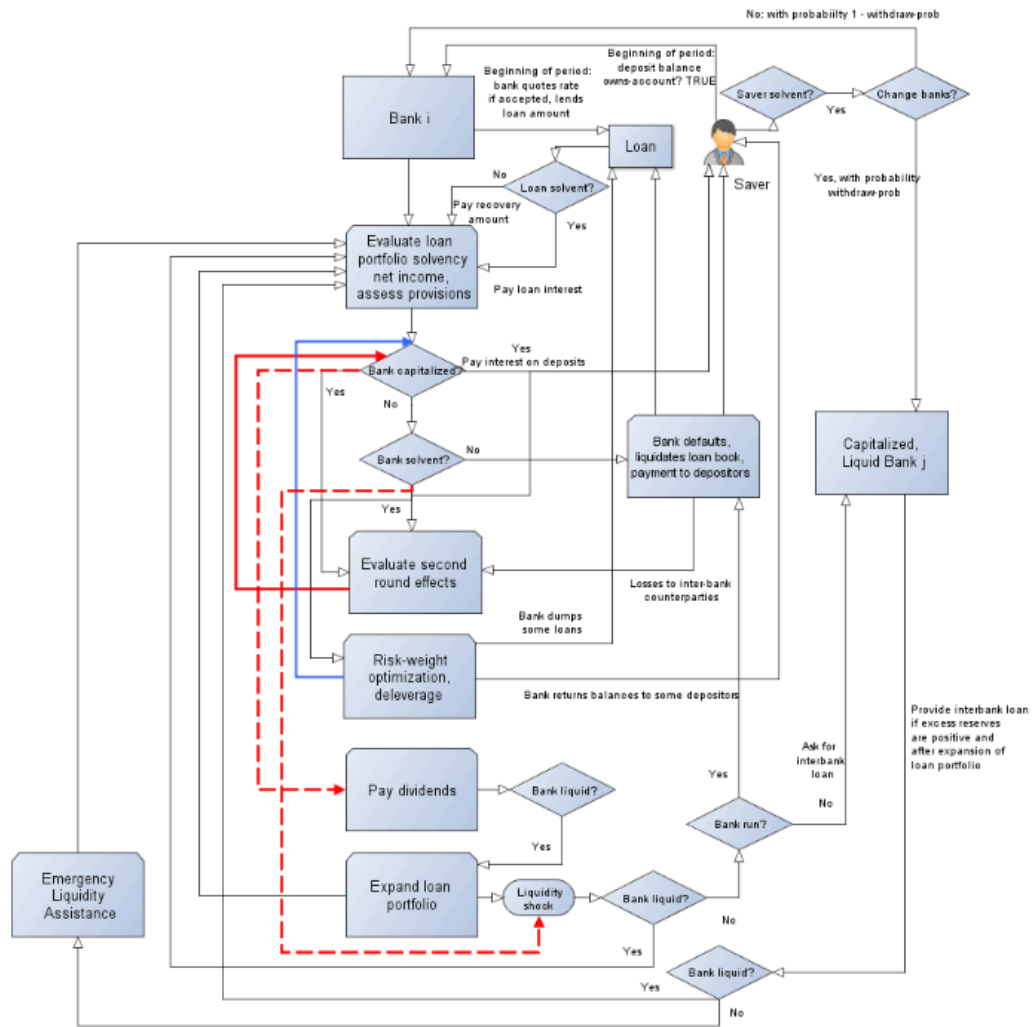 No: with probabiilty 1 - withdraw-prob
Beginning of period:
deposit balance
owns-account? TRUE
Beginning of period:
bank quotes rate
if accepted, lends
loan amount
Saver solvent?
Yes
Change banks?
Bank i
Loan
Saver
No
Loan solvent?
Pay recovery
amount
Yes
Yes, with probability
withdraw-prob
Evaluate loan
portfolio solvency
net income,
assess provisions
Pay loan interest
Yes
Pay interest on deposits
Bank capitalized?
Yes
No
Bank solvent?
No
Bank defaults,
liquidates loan book,
payment to depositors
Capitalized,
Liquid Bank j
Yes
Evaluate second
round effects
Losses to inter-bank
counterparties
Bank dumps
some loans
Risk-weight
optimization,
deleverage
Bank returns balances to some depositors
Provide interbank loan
if excess reserves
are positive and
after expansion of
loan portfolio
Ask for
interbank
loan
Yes
No
Pay dividends
Bank liquid?
Bank run?
Yes
Emergency
Liquidity
Assistance
Expand loan
portfolio
Liquidity
shock
Bank liquid?
No
Yes
Bank liquid?
Yes
No